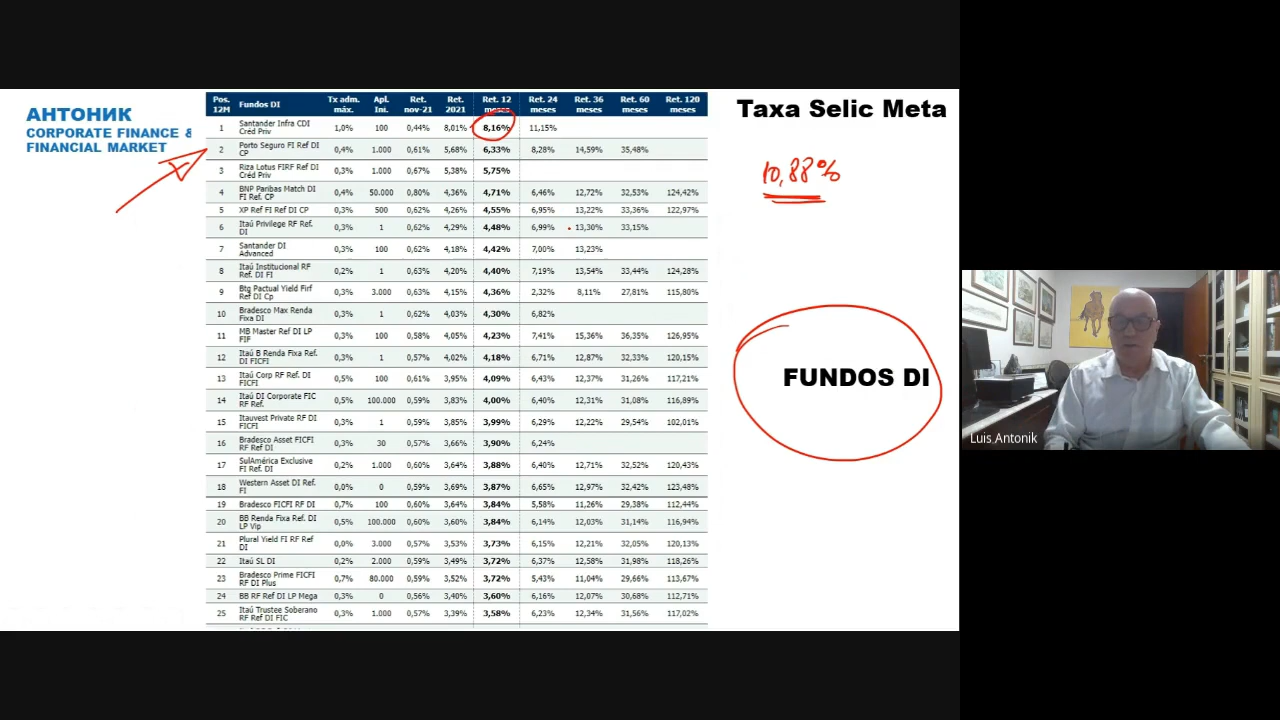 АНТОНИК
CORPORATE FINANCE &
FINANCIAL MARKET
Pos. 12M Fundos DI Tx adm. máx. Apl. Ini. Ret. nov-21 Ret. 2021 Ret. 12 meses Ret. 24 meses Ret. 36 meses Ret. 60 meses Ret. 120 meses
1 Santander Infra CDI Créd Priv 1,0% 100 0,44% 8,01% 8,16% 11,15%
2 Porto Seguro FI Ref DI CP 0,4% 1.000 0,61% 5,68% 6,33% 8,28% 14,59% 35,48%
3 Riza Lotus FIRF Ref DI Créd Priv 0,3% 1.000 0,67% 5,38% 5,75%
4 BNP Paribas Match DI FI Ref. CP 0,4% 50.000 0,80% 4,36% 4,71% 6,46% 12,72% 32,53% 124,42%
5 XP Ref FI Ref DI CP 0,3% 500 0,62% 4,26% 4,55% 6,95% 13,22% 33,36% 122,97%
6 Itaú Privilege RF Ref. DI 0,3% 1 0,62% 4,29% 4,48% 6,99% 13,30% 33,15%
7 Santander DI Advanced 0,3% 100 0,62% 4,18% 4,42% 7,00% 13,23%
8 Itaú Institucional RF Ref. DI FI 0,2% 1 0,63% 4,20% 4,40% 7,19% 13,54% 33,44% 124,28%
9 Btg Pactual Yield Firf Ref DI Cp 0,3% 3.000 0,63% 4,15% 4,36% 2,32% 8,11% 27,81% 115,80%
10 Bradesco Max Renda Fixa DI 0,3% 1 0,62% 4,03% 4,30% 6,82%
11 MB Master Ref DI LP FIF 0,3% 100 0,58% 4,05% 4,23% 7,41% 15,36% 36,35% 126,95%
12 Itaú B Renda Fixa Ref. DI FICFI 0,3% 1 0,57% 4,02% 4,18% 6,71% 12,87% 32,33% 120,15%
13 Itaú Corp RF Ref. DI FICFI 0,5% 100 0,61% 3,95% 4,09% 6,43% 12,37% 31,26% 117,21%
14 Itaú DI Corporate FIC RF Ref. 0,5% 100.000 0,59% 3,83% 4,00% 6,40% 12,31% 31,08% 116,89%
15 Itauvest Private RF DI FICFI 0,3% 1 0,59% 3,85% 3,99% 6,29% 12,22% 29,54% 102,01%
16 Bradesco Asset FICFI RF Ref DI 0,3% 30 0,57% 3,66% 3,90% 6,24%
17 SulAmérica Exclusive FI Ref. DI 0,2% 1.000 0,60% 3,64% 3,88% 6,40% 12,71% 32,52% 120,43%
18 Western Asset DI Ref. FI 0,0% 0 0,59% 3,69% 3,87% 6,65% 12,97% 32,42% 123,48%
19 Bradesco FICFI RF DI 0,7% 100 0,60% 3,64% 3,84% 5,58% 11,26% 29,38% 112,44%
20 BB Renda Fixa Ref. DI LP Vip 0,5% 100.000 0,60% 3,60% 3,84% 6,14% 12,03% 31,14% 116,94%
21 Plural Yield FI RF Ref DI 0,0% 3.000 0,57% 3,53% 3,73% 6,15% 12,21% 32,05% 120,13%
22 Itaú SL DI 0,2% 2.000 0,59% 3,49% 3,72% 6,37% 12,58% 31,98% 118,26%
23 Bradesco Prime FICFI RF DI Plus 0,7% 80.000 0,59% 3,52% 3,72% 5,43% 11,04% 29,66% 113,67%
24 BB RF Ref DI LP Mega 0,3% 0 0,56% 3,40% 3,60% 6,16% 12,07% 30,68% 112,71%
25 Itaú Trustee Soberano RF Ref DI FIC 0,3% 1.000 0,57% 3,39% 3,58% 6,23% 12,34% 31,56% 117,02%
Taxa Selic Meta
10,88%
FUNDOS DI
Luis Antonik